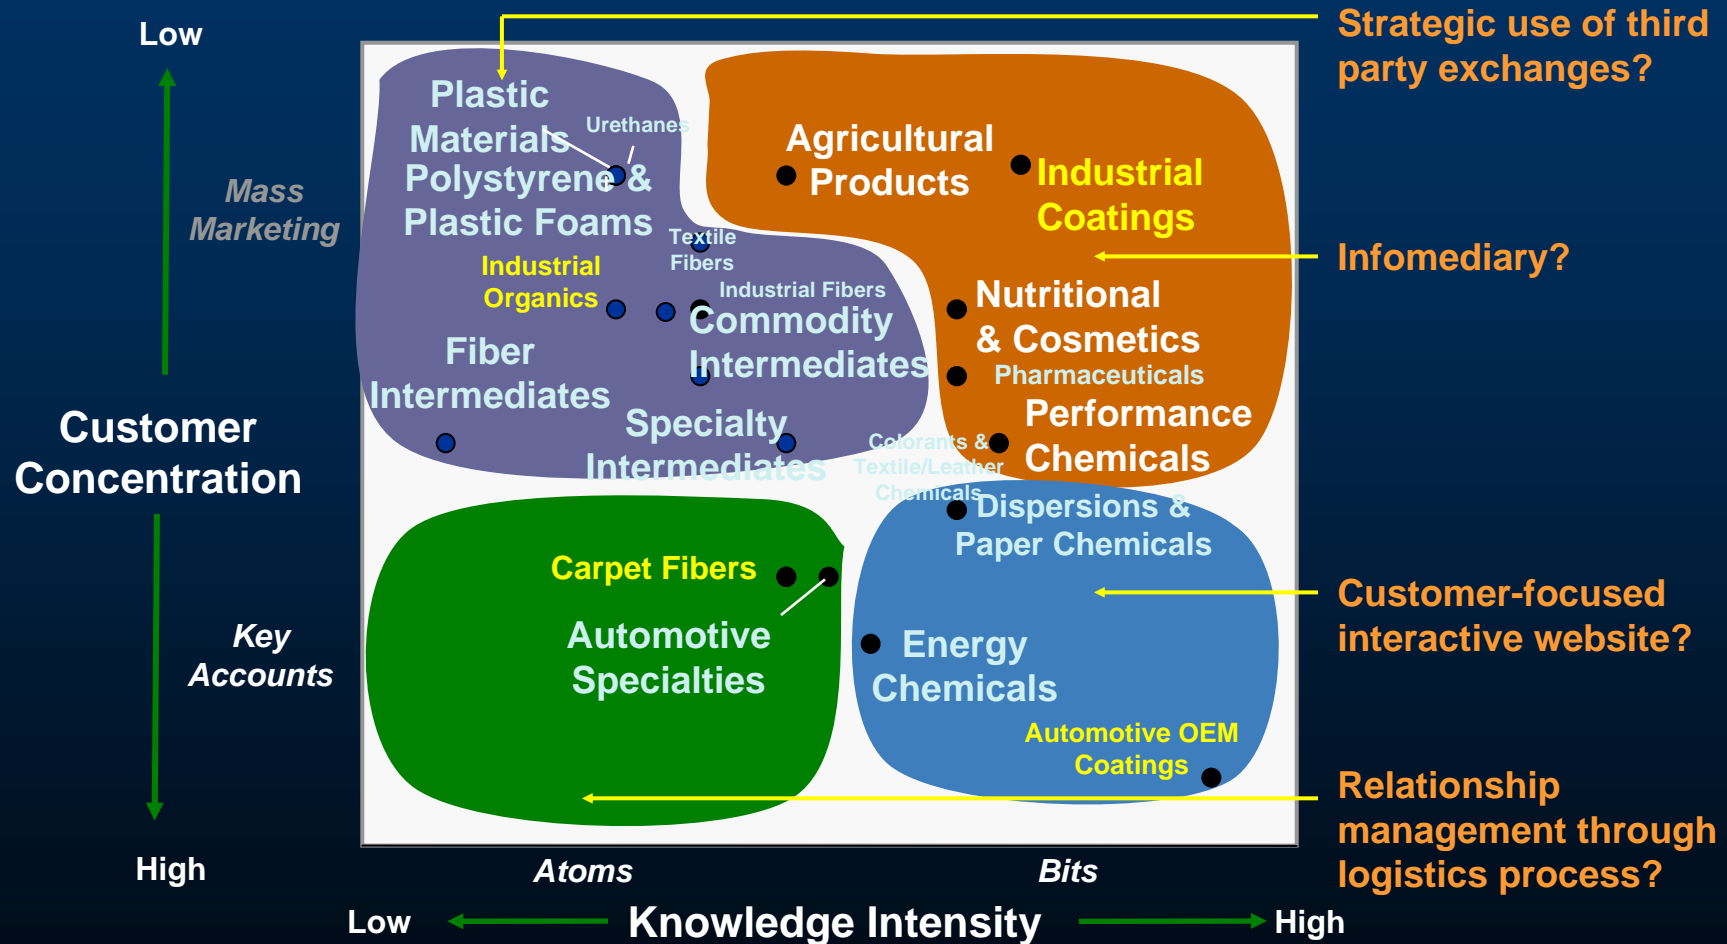 Low
Mass
Marketing
Customer
Concentration
Key
Accounts
High
Plastic
Materials
Urethanes
Polystyrene &
Plastic Foams
Textile
Fibers
Industrial
Organics
Industrial Fibers
Commodity
Intermediates
Fiber
Intermediates
Specialty
Intermediates
Agricultural
Products
Industrial
Coatings
Nutritional
& Cosmetics
Pharmaceuticals
Performance
Chemicals
Colorants &
Textile/Leather
Chemicals
Dispersions &
Paper Chemicals
Carpet Fibers
Automotive
Specialties
Energy
Chemicals
Automotive OEM
Coatings
Strategic use of third
party exchanges?
Infomediary?
Customer-focused
interactive website?
Relationship
management through
logistics process?
Atoms
Bits
Low
Knowledge Intensity
High